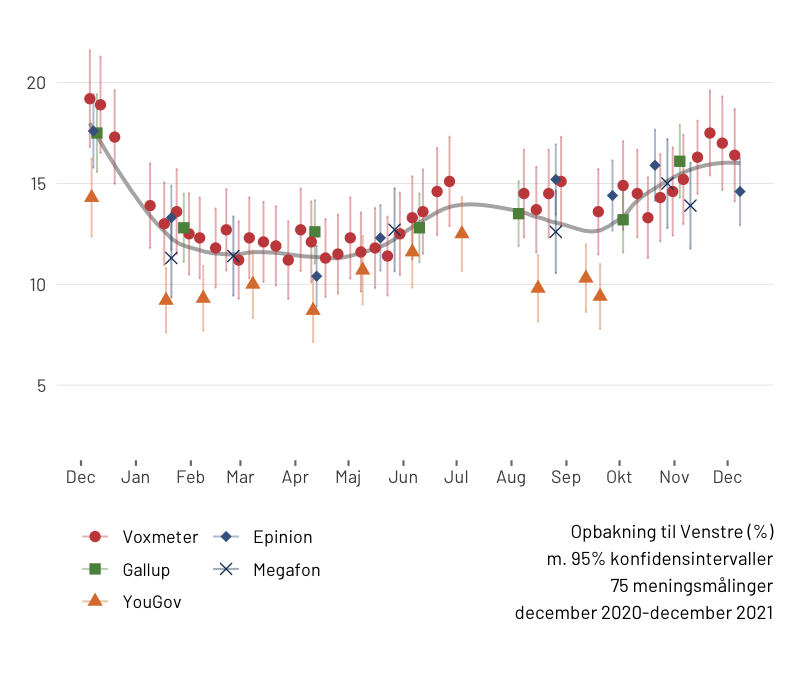 20
15
10
5
Dec Jan Feb Mar Apr Maj Jun Jul Aug Sep Okt Nov Dec
Voxmeter Epinion
Gallup Megafon
YouGov
Opbakning til Venstre (%)
m. 95% konfidensintervaller
75 meningsmålinger
december 2020-december 2021